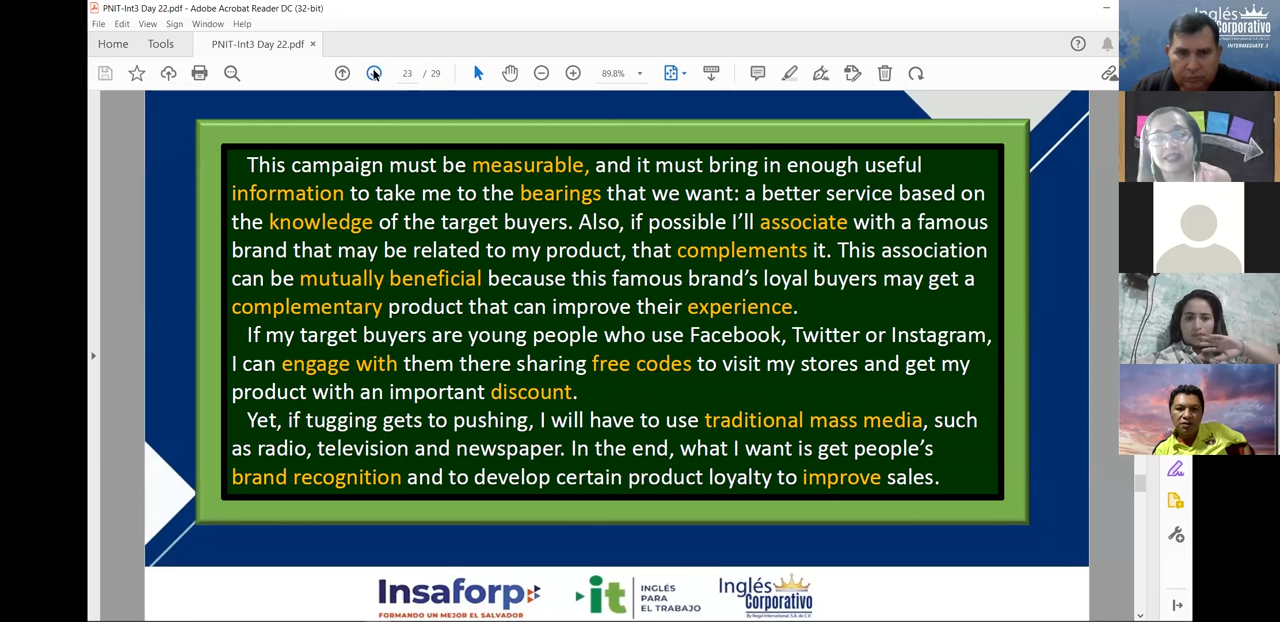 PNIT-Int3 Day 22.pdf - Adobe Acrobat Reader DC (32-bit)
File Edit View Sign Window Help
Home Tools PNIT-Int3 Day 22.pdf ×
23 / 29 89.8%
This campaign must be measurable, and it must bring in enough useful
information to take me to the bearings that we want: a better service based on
the knowledge of the target buyers. Also, if possible I’ll associate with a famous
brand that may be related to my product, that complements it. This association
can be mutually beneficial because this famous brand’s loyal buyers may get a
complementary product that can improve their experience.
If my target buyers are young people who use Facebook, Twitter or Instagram,
I can engage with them there sharing free codes to visit my stores and get my
product with an important discount.
Yet, if tugging gets to pushing, I will have to use traditional mass media, such
as radio, television and newspaper. In the end, what I want is get people’s
brand recognition and to develop certain product loyalty to improve sales.
Insaforp
FORMANDO UN MEJOR EL SALVADOR
it
INGLÉS
PARA
EL TRABAJO
Inglés
Corporativo
By Regal International, S.A. de C.V.
Inglés
Corporativo
INTERMEDIATE 3